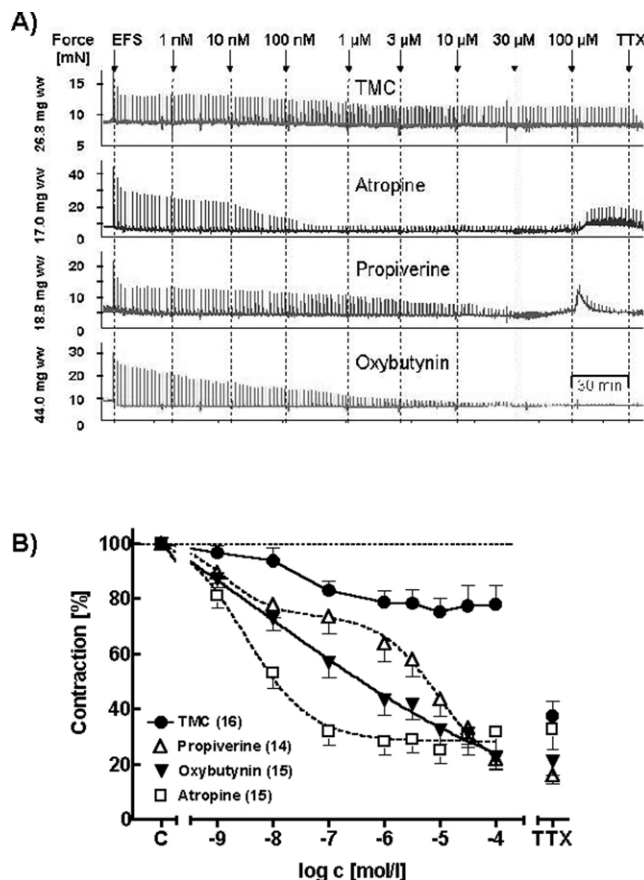 A)
Force [mN] EFS 1 nM 10 nM 100 nM 1 µM 3 µM 10 µM 30 µM 100 µM TTX
TMC
15
10
5
26.8 mg ww
Atropine
40
20
0
17.0 mg ww
Propiverine
20
10
0
18.8 mg ww
Oxybutynin
30
20
10
0
44.0 mg ww
30 min
B)
Contraction [%]
100
80
60
40
20
0
TMC (16)
Propiverine (14)
Oxybutynin (15)
Atropine (15)
C -9 -8 -7 -6 -5 -4 TTX
log c [mol/l]